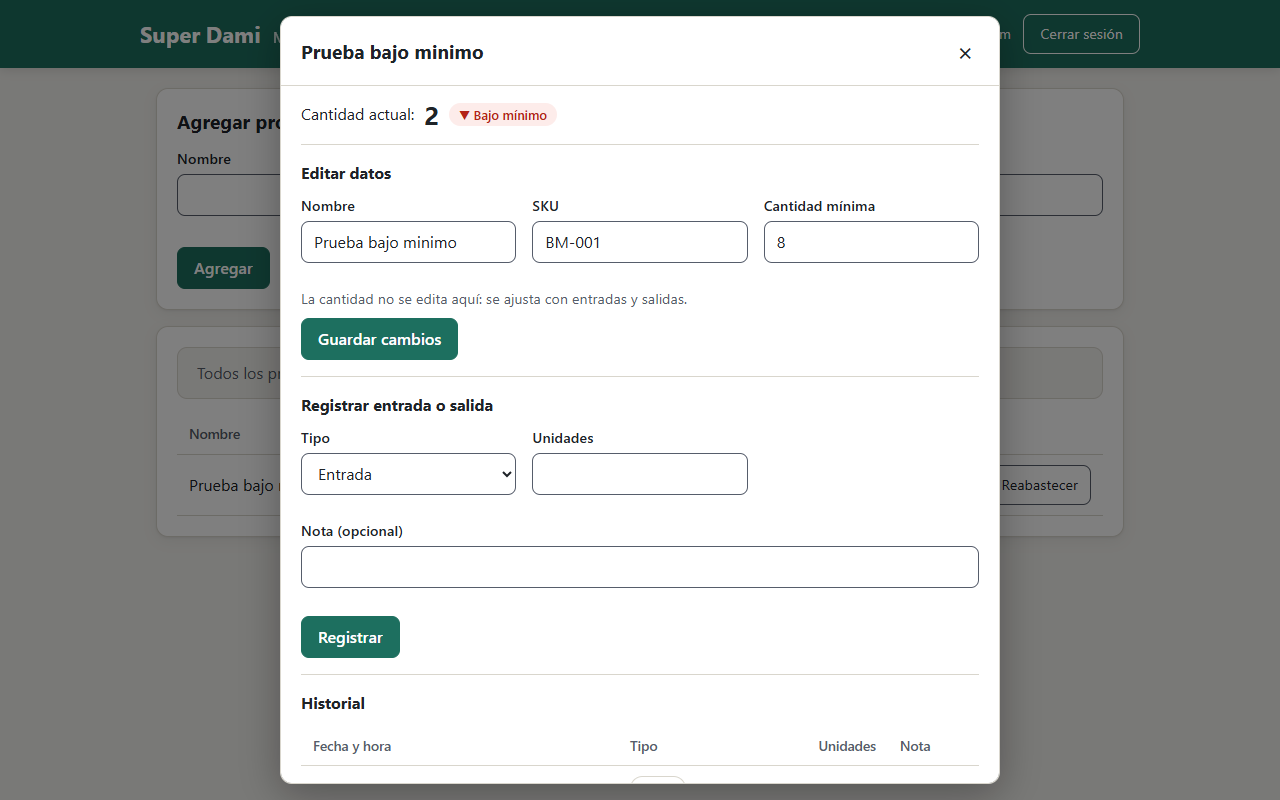 Super Dami
Cerrar sesión
Prueba bajo minimo
×
Agregar
Nombre
Cantidad actual: 2 ▼ Bajo mínimo
Editar datos
Nombre SKU Cantidad mínima
Prueba bajo minimo BM-001 8
La cantidad no se edita aquí: se ajusta con entradas y salidas.
Guardar cambios
Agregar
Todos los
Nombre
Prueba bajo
Reabastecer
Registrar entrada o salida
Tipo Unidades
Entrada
Nota (opcional)
Registrar
Historial
Fecha y hora Tipo Unidades Nota